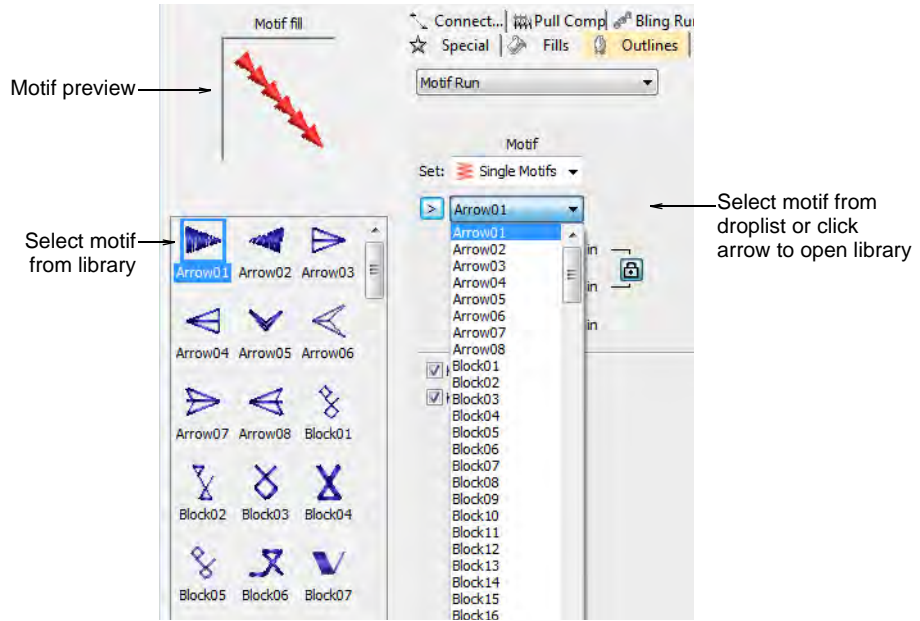 Motif fill
Connect... Pull Comp Bling Ru
Special Fills Outlines
Motif preview
Motif Run
Motif
Set: Single Motifs
> Arrow01
Select motif from
droplist or click
arrow to open library
Select motif
from library
Arrow01 Arrow02 Arrow03
Arrow04 Arrow05 Arrow06
Arrow07 Arrow08 Block01
Block02 Block03 Block04
Block05 Block06 Block07
Arrow01
Arrow02
Arrow03
Arrow04
Arrow05
Arrow06
Arrow07
Arrow08
Block01
Block02
Block03
Block04
Block05
Block06
Block07
Block08
Block09
Block10
Block11
Block12
Block13
Block14
Block15
Block16
in
in
in